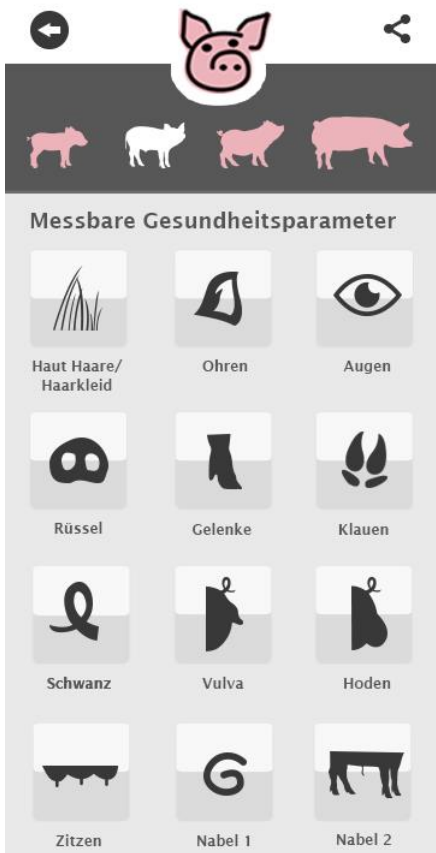 Messbare Gesundheitsparameter
Haut Haare/
Haarkleid
Ohren
Augen
Rüssel
Gelenke
Klauen
Schwanz
Vulva
Hoden
Zitzen
Nabel 1
Nabel 2